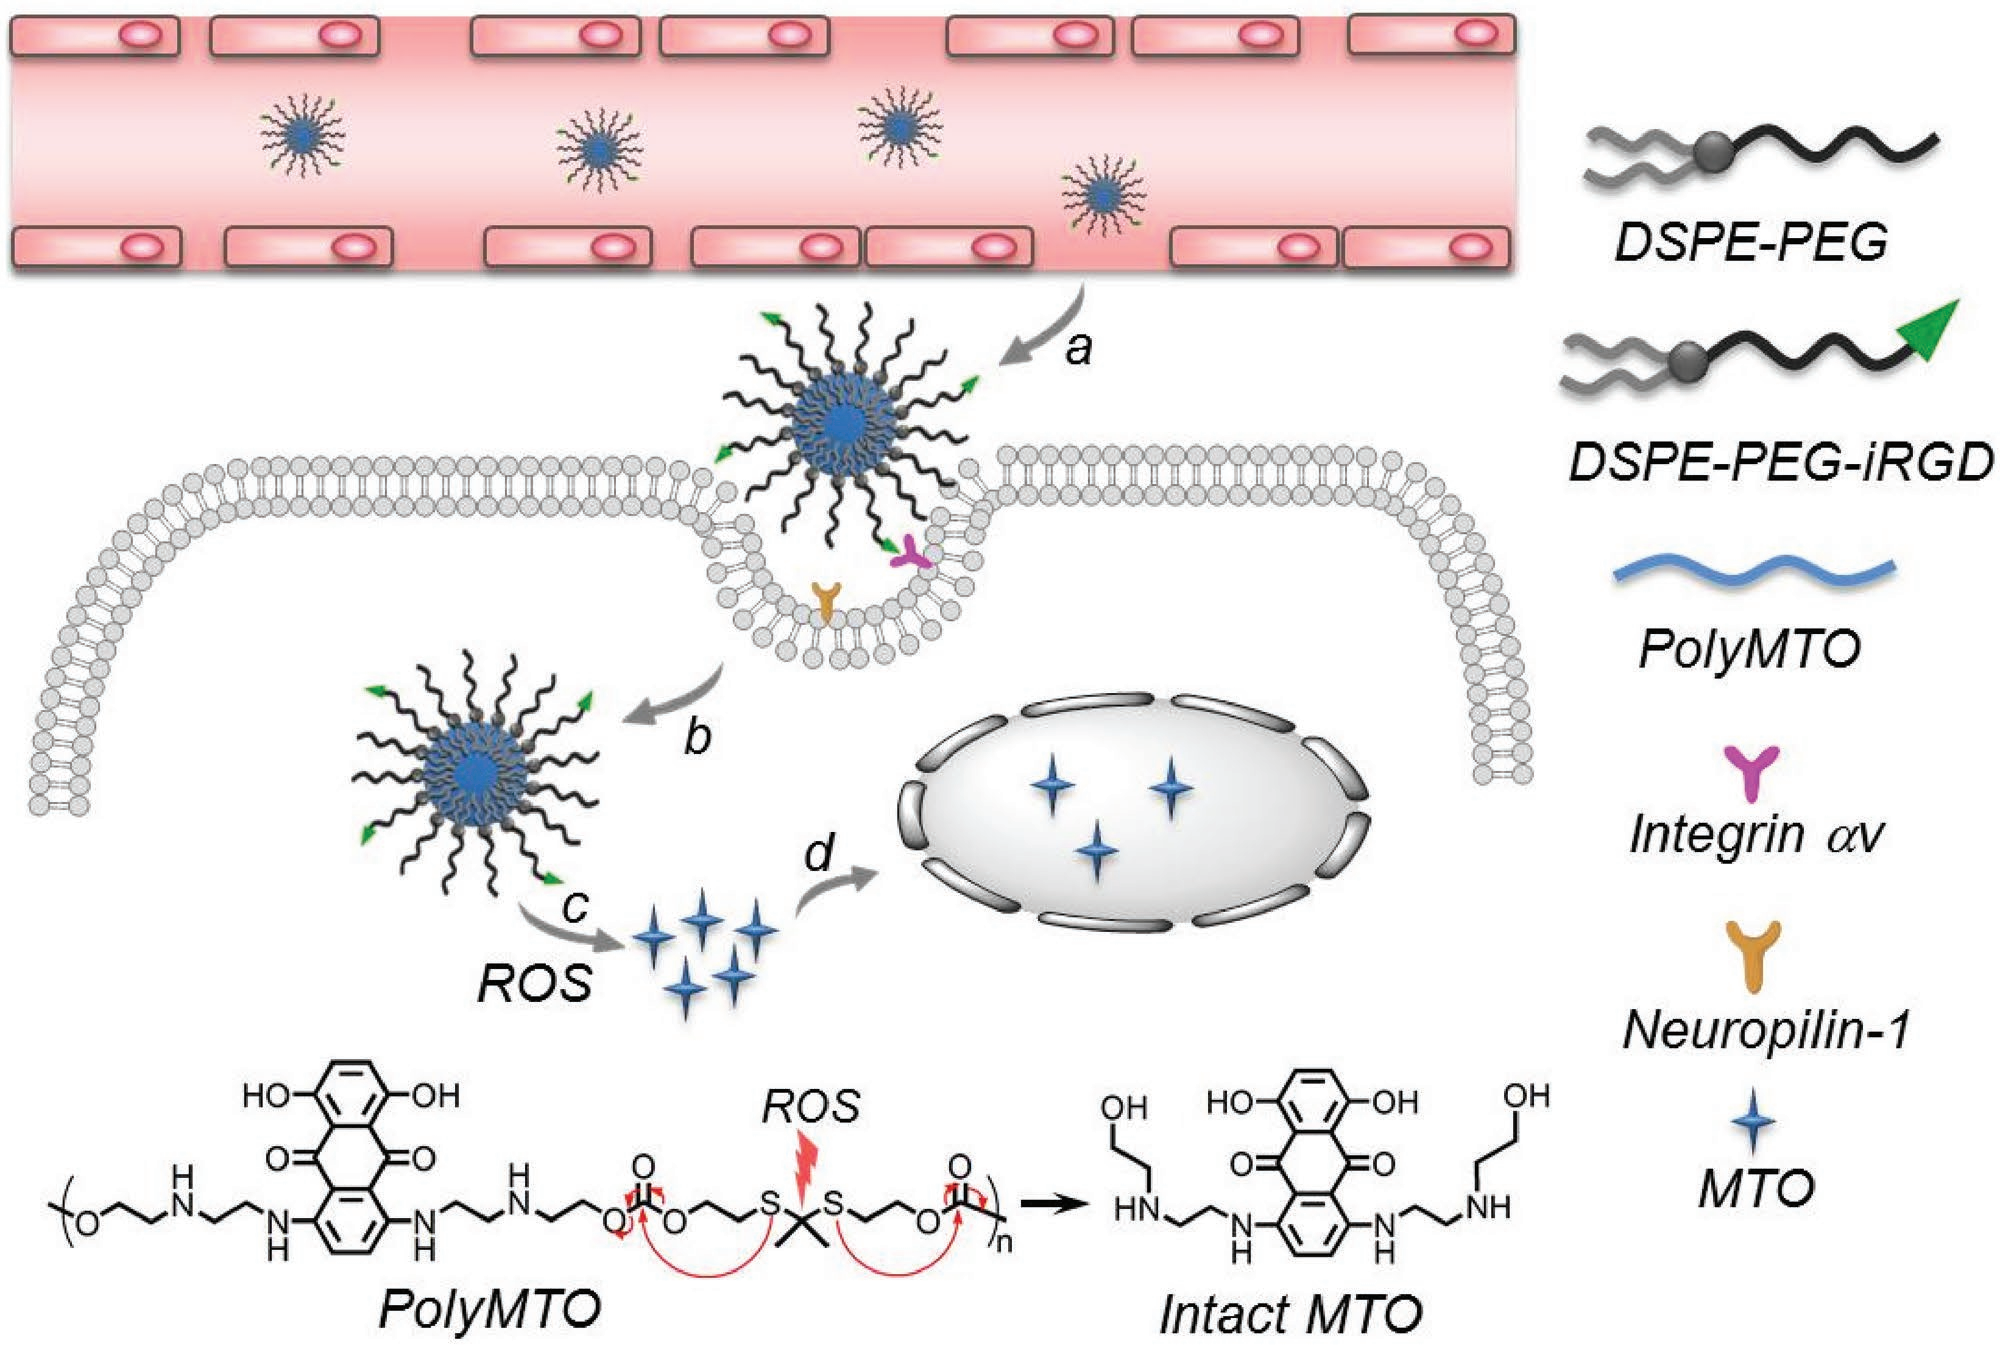 DSPE-PEG
a
DSPE-PEG-iRGD
PolyMTO
b
Integrin αv
d
c
ROS
Neuropilin-1
MTO
HO OH
O O
O N H N H N H N H O O O S S O O n
ROS
PolyMTO
OH HO OH OH
O O
HN N H N H NH
Intact MTO